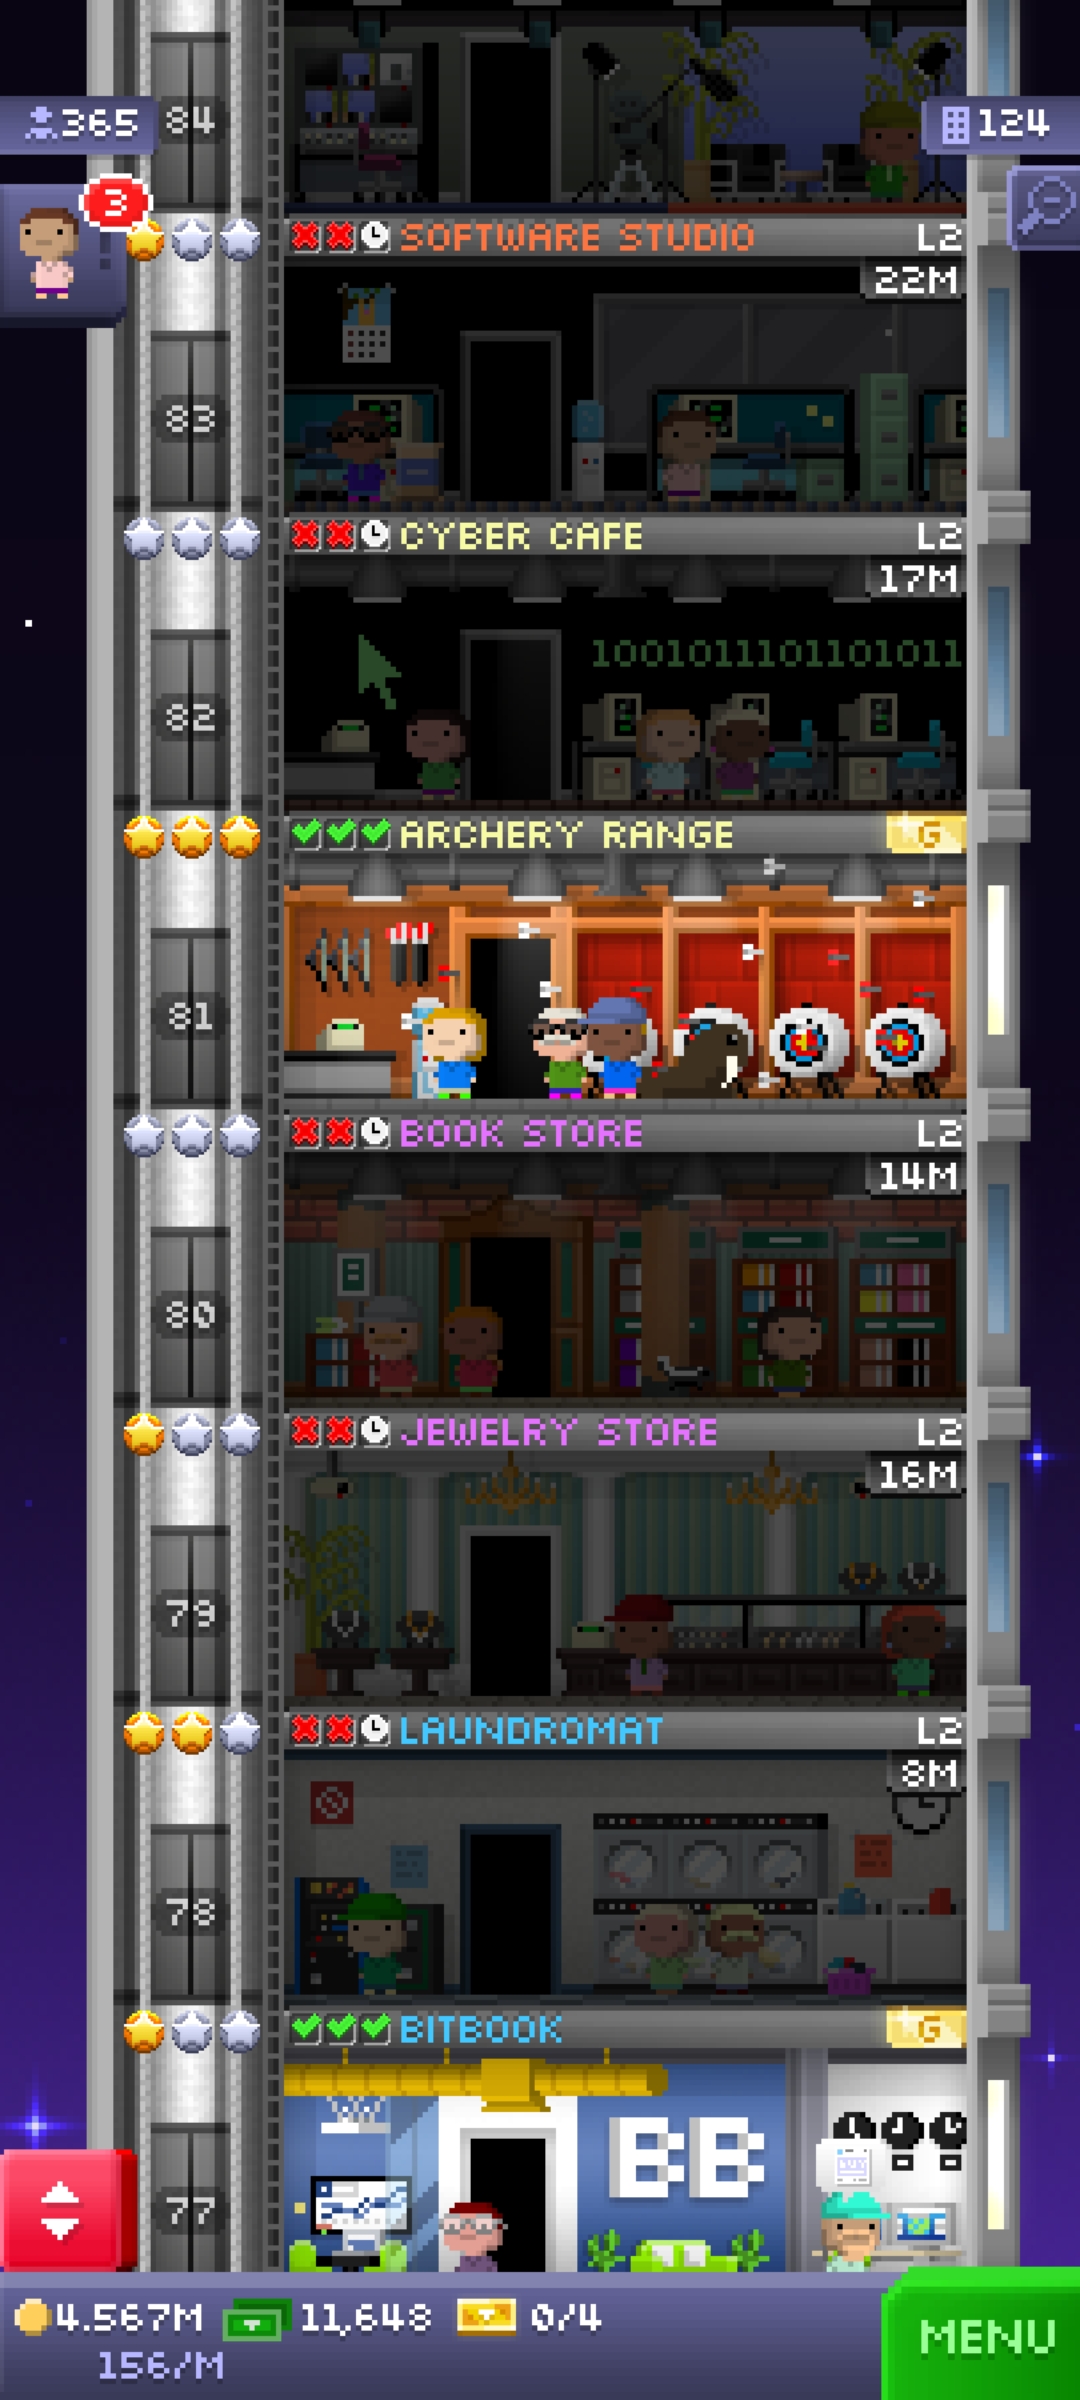 365
84
124
3
SOFTWARE STUDIO
L2
22M
83
CYBER CAFE
L2
17M
1001011101101011
82
ARCHERY RANGE
G
81
BOOK STORE
L2
14M
80
JEWELRY STORE
L2
16M
79
LAUNDROMAT
L2
8M
78
BITBOOK
G
BB
77
4.567M
11,648
0/4
156/M
MENU